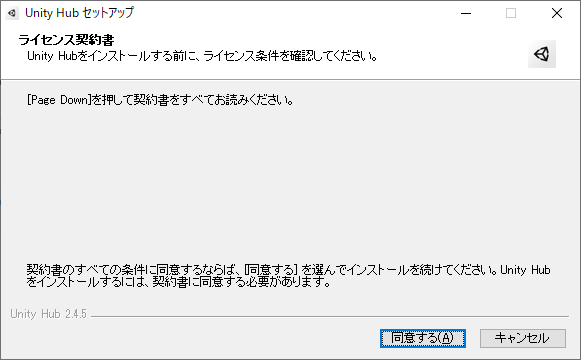 Unity Hub セットアップ
ライセンス契約書
Unity Hubをインストールする前に、ライセンス条件を確認してください。
[Page Down]を押して契約書をすべてお読みください。
契約書のすべての条件に同意するならば、[同意する] を選んでインストールを続けてください。Unity Hub
をインストールするには、契約書に同意する必要があります。
Unity Hub 2.4.5
同意する(A)
キャンセル